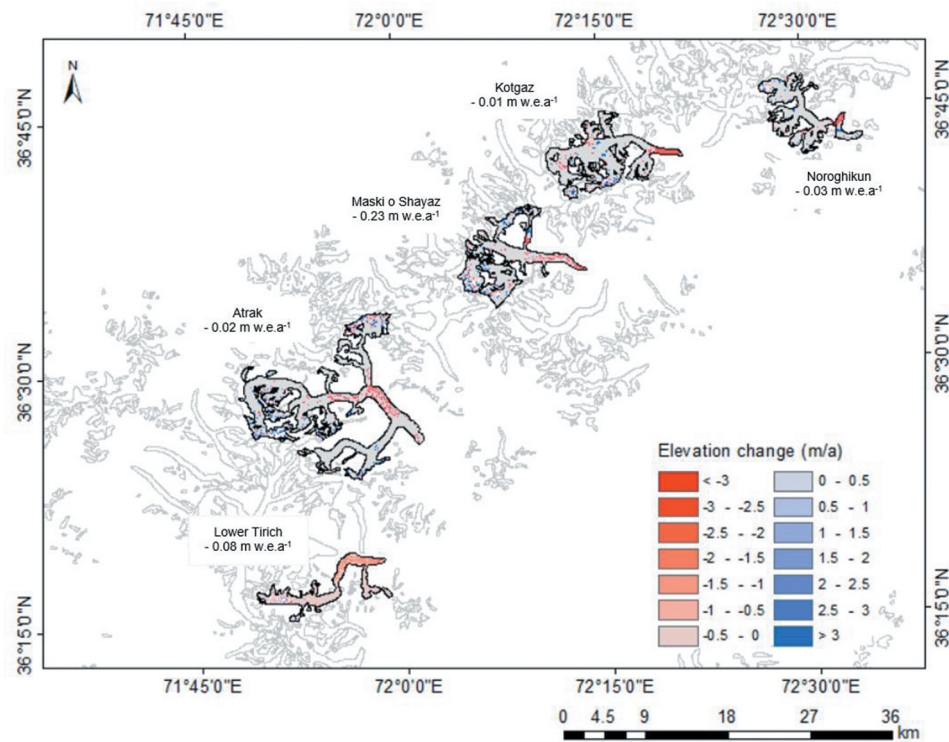 71°45'0"E 72°0'0"E 72°15'0"E 72°30'0"E
N
36°45'0"N
36°45'0"N
Kotgaz
- 0.01 m w.e.a⁻¹
Noroghikun
- 0.03 m w.e.a⁻¹
Maski o Shayaz
- 0.23 m w.e.a⁻¹
Atrak
- 0.02 m w.e.a⁻¹
36°30'0"N
36°30'0"N
Lower Tirich
- 0.08 m w.e.a⁻¹
Elevation change (m/a)
< -3 0 - 0.5
-3 - -2.5 0.5 - 1
-2.5 - -2 1 - 1.5
-2 - -1.5 1.5 - 2
-1.5 - -1 2 - 2.5
-1 - -0.5 2.5 - 3
-0.5 - 0 > 3
36°15'0"N
36°15'0"N
71°45'0"E 72°0'0"E 72°15'0"E 72°30'0"E
0 4.5 9 18 27 36
km